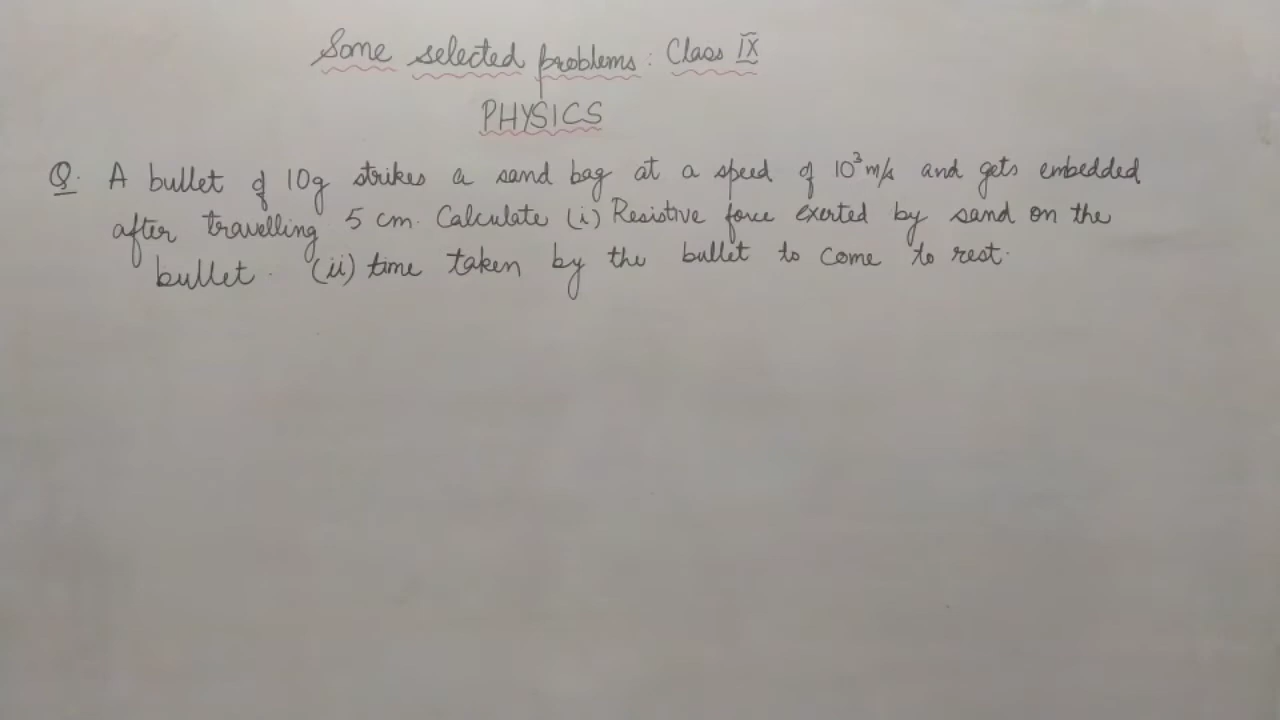 Some selected problems: Class IX
PHYSICS
Q. A bullet of 10g strikes a sand bag at a speed of 10³ m/s and gets embedded
after travelling 5 cm. Calculate (i) Resistive force exerted by sand on the
bullet. (ii) time taken by the bullet to come to rest.